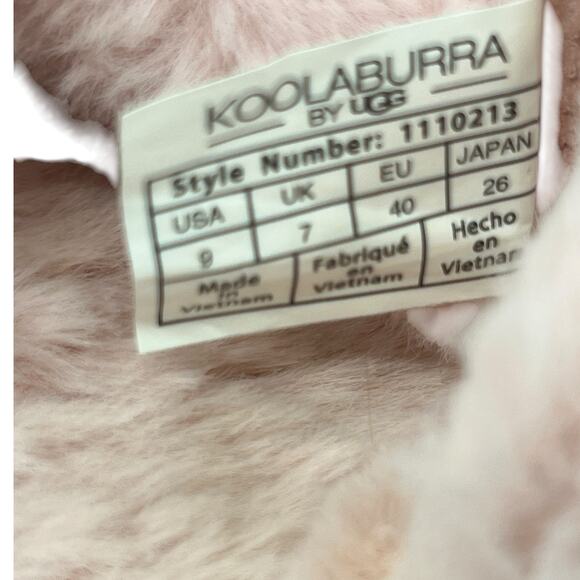 KOOLABURRA
BY UGG
Style Number: 1110213
USA UK EU JAPAN
9 7 40 26
Made in Vietnam
Fabriqué en Vietnam
Hecho en Vietnam